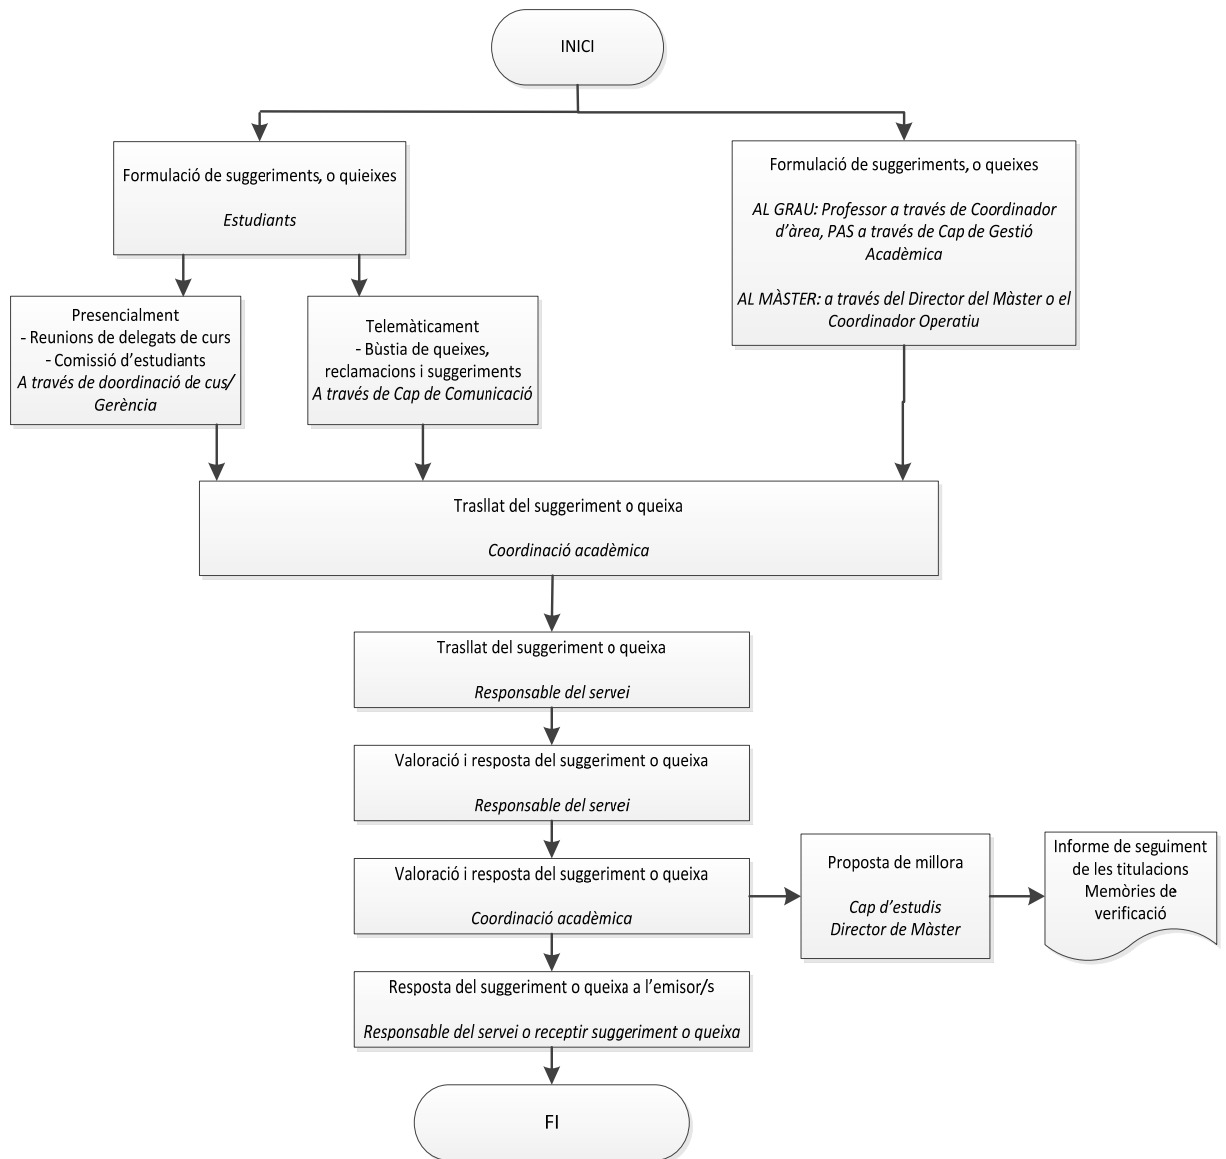 INICI
Formulació de suggeriments, o quieixes
Estudiants
Formulació de suggeriments, o queixes
AL GRAU: Professor a través de Coordinador
d'àrea, PAS a través de Cap de Gestió
Acadèmica
AL MÀSTER: a través del Director del Màster o el
Coordinador Operatiu
Presencialment
- Reunions de delegats de curs
- Comissió d'estudiants
A través de doordinació de cus/
Gerència
Telemàticament
- Bùstia de queixes,
reclamacions i suggeriments
A través de Cap de Comunicació
Trasllat del suggeriment o queixa
Coordinació acadèmica
Trasllat del suggeriment o queixa
Responsable del servei
Valoració i resposta del suggeriment o queixa
Responsable del servei
Valoració i resposta del suggeriment o queixa
Coordinació acadèmica
Proposta de millora
Cap d'estudis
Director de Màster
Informe de seguiment
de les titulacions
Memòries de
verificació
Resposta del suggeriment o queixa a l'emisor/s
Responsable del servei o receptir suggeriment o queixa
FI